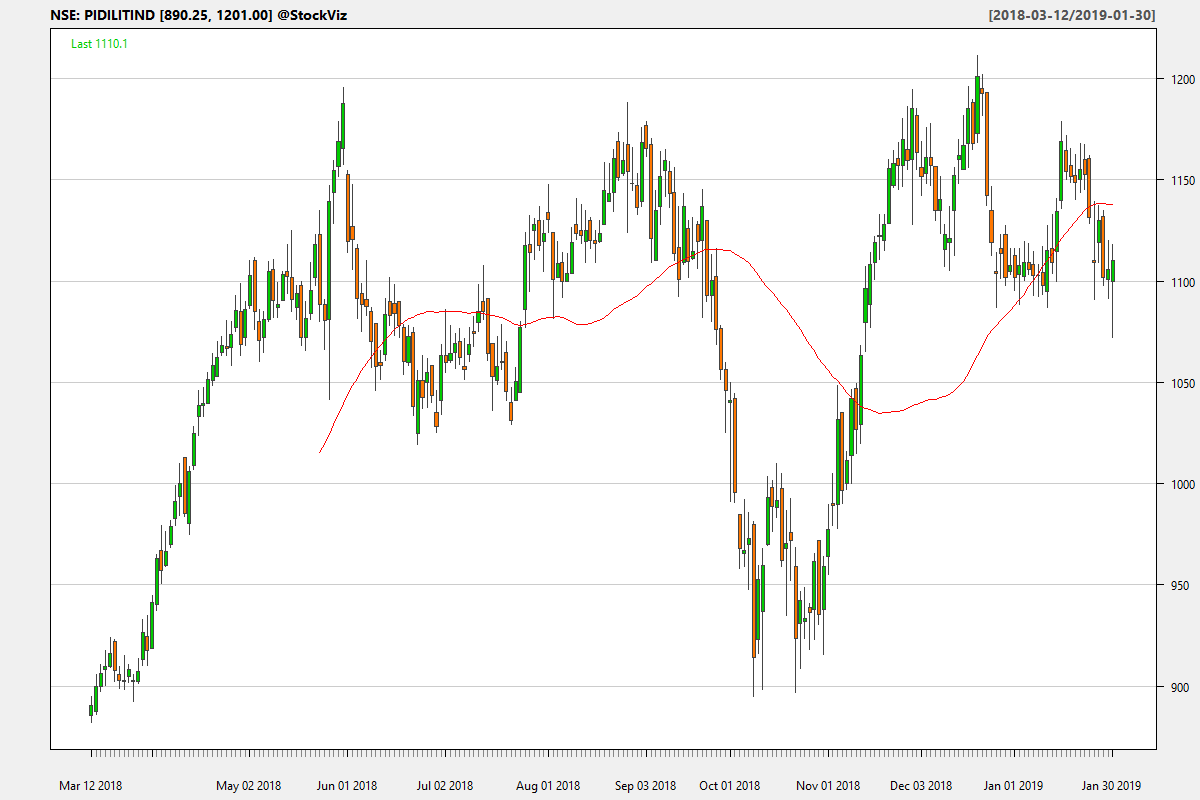 NSE: PIDILITIND [890.25, 1201.00] @StockViz [2018-03-12/2019-01-30]
Last 1110.1
1200
1150
1100
1050
1000
950
900
Mar 12 2018 May 02 2018 Jun 01 2018 Jul 02 2018 Aug 01 2018 Sep 03 2018 Oct 01 2018 Nov 01 2018 Dec 03 2018 Jan 01 2019 Jan 30 2019